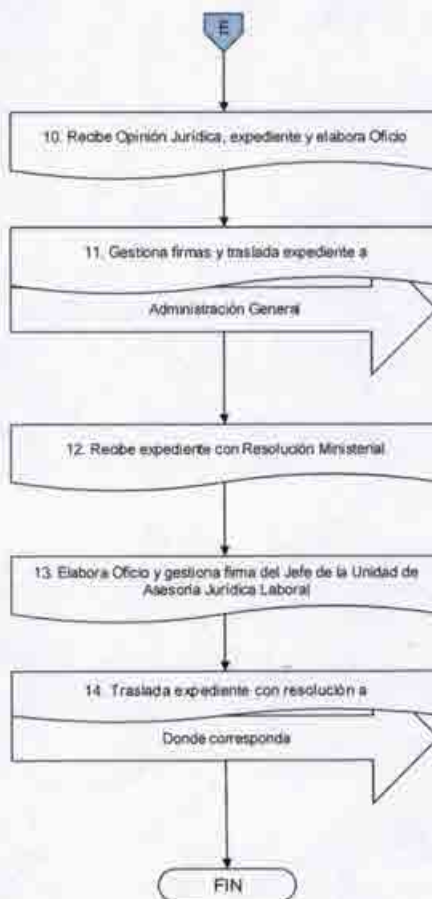 E
10. Recibe Opinión Jurídica, expediente y elabora Oficio
11. Gestiona firmas y traslada expediente a
Administración General
12. Recibe expediente con Resolución Ministerial
13. Elabora Oficio y gestiona firma del Jefe de la Unidad de
Asesoría Jurídica Laboral
14. Traslada expediente con resolución a
Donde corresponda
FIN